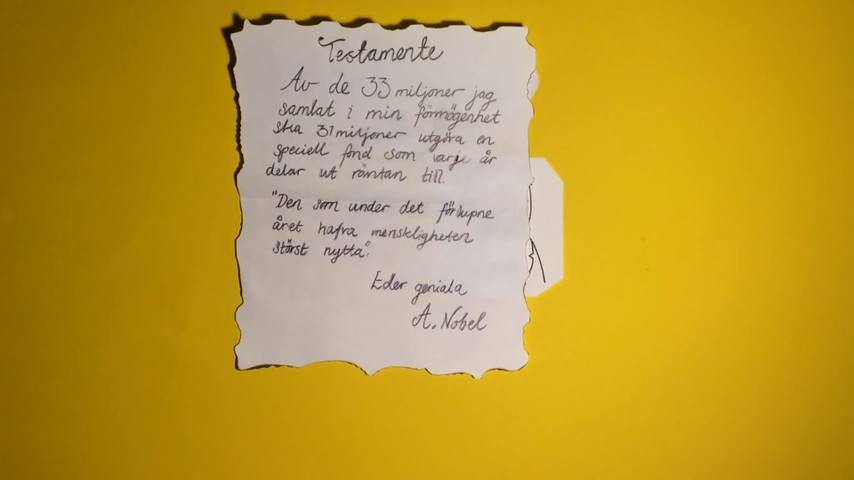 Testamente
Av de 33 miljoner jag
samlat i min förmögenhet
ska 31 miljoner utgöra en
speciell fond som varje år
delar ut räntan till.
"Den som under det förlupne
året hafva menskligheten
störst nytta".
Eder geniala
A. Nobel